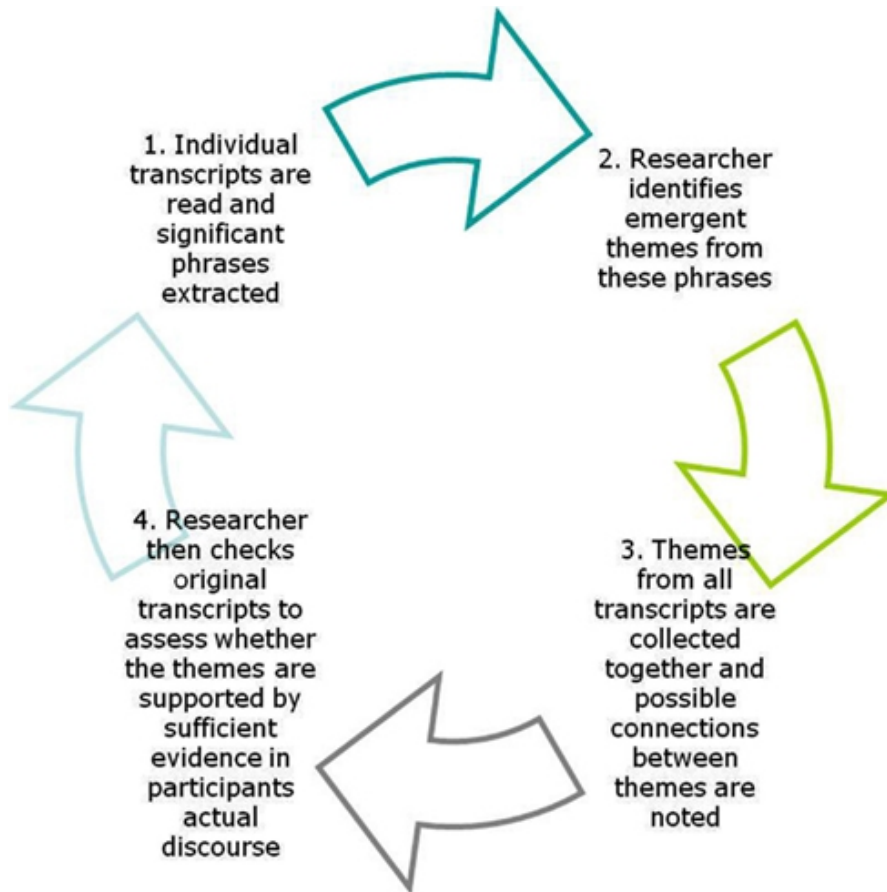 1. Individual
transcripts are
read and
significant
phrases
extracted
2. Researcher
identifies
emergent
themes from
these phrases
3. Themes
from all
transcripts are
collected
together and
possible
connections
between
themes are
noted
4. Researcher
then checks
original
transcripts to
assess whether
the themes are
supported by
sufficient
evidence in
participants
actual
discourse